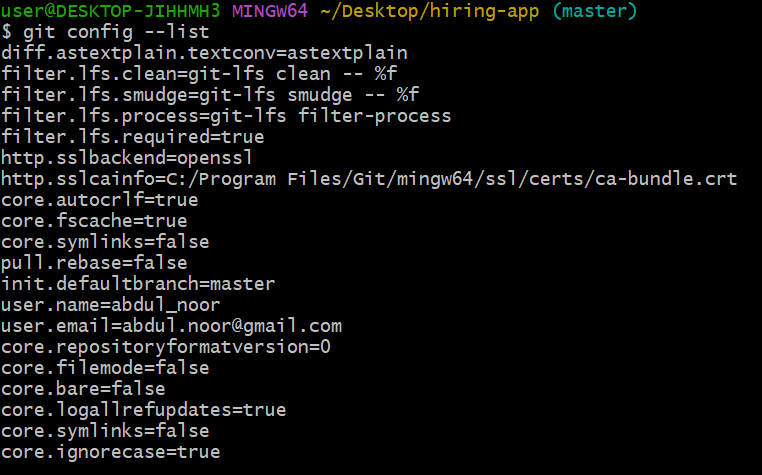 user@DESKTOP-JIHHMH3 MINGW64 ~/Desktop/hiring-app (master)
$ git config --list
diff.astextplain.textconv=astextplain
filter.lfs.clean=git-lfs clean -- %f
filter.lfs.smudge=git-lfs smudge -- %f
filter.lfs.process=git-lfs filter-process
filter.lfs.required=true
http.sslbackend=openssl
http.sslcainfo=C:/Program Files/Git/mingw64/ssl/certs/ca-bundle.crt
core.autocrlf=true
core.fscache=true
core.symlinks=false
pull.rebase=false
init.defaultbranch=master
user.name=abdul_noor
user.email=abdul.noor@gmail.com
core.repositoryformatversion=0
core.filemode=false
core.bare=false
core.logallrefupdates=true
core.symlinks=false
core.ignorecase=true